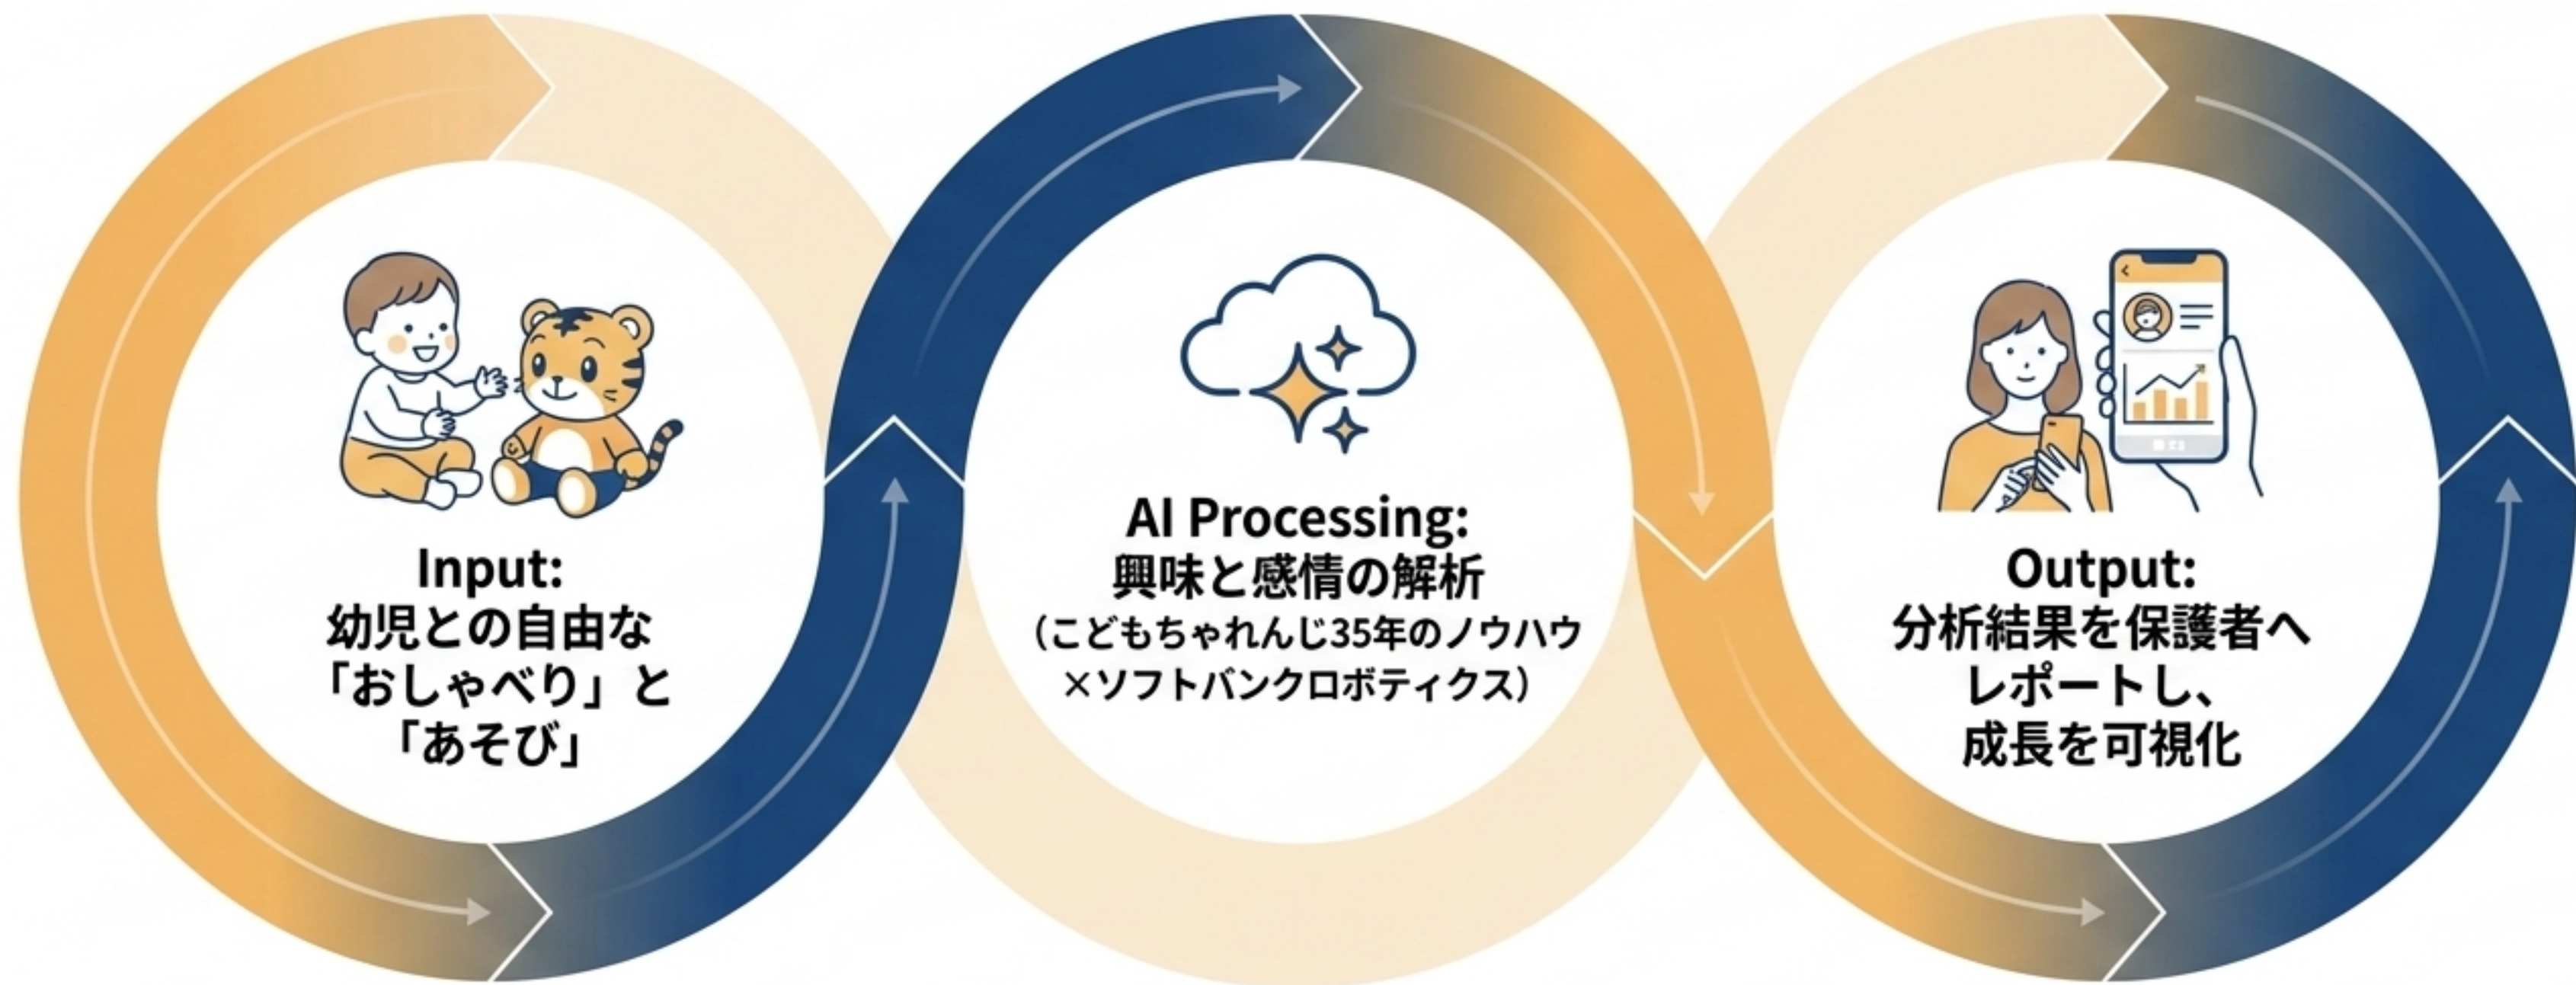 Input:
幼児との自由な
「おしゃべり」と
「あそび」
AI Processing:
興味と感情の解析
（こどもちゃれんじ35年のノウハウ
×ソフトバンクロボティクス）
Output:
分析結果を保護者へ
レポートし、
成長を可視化